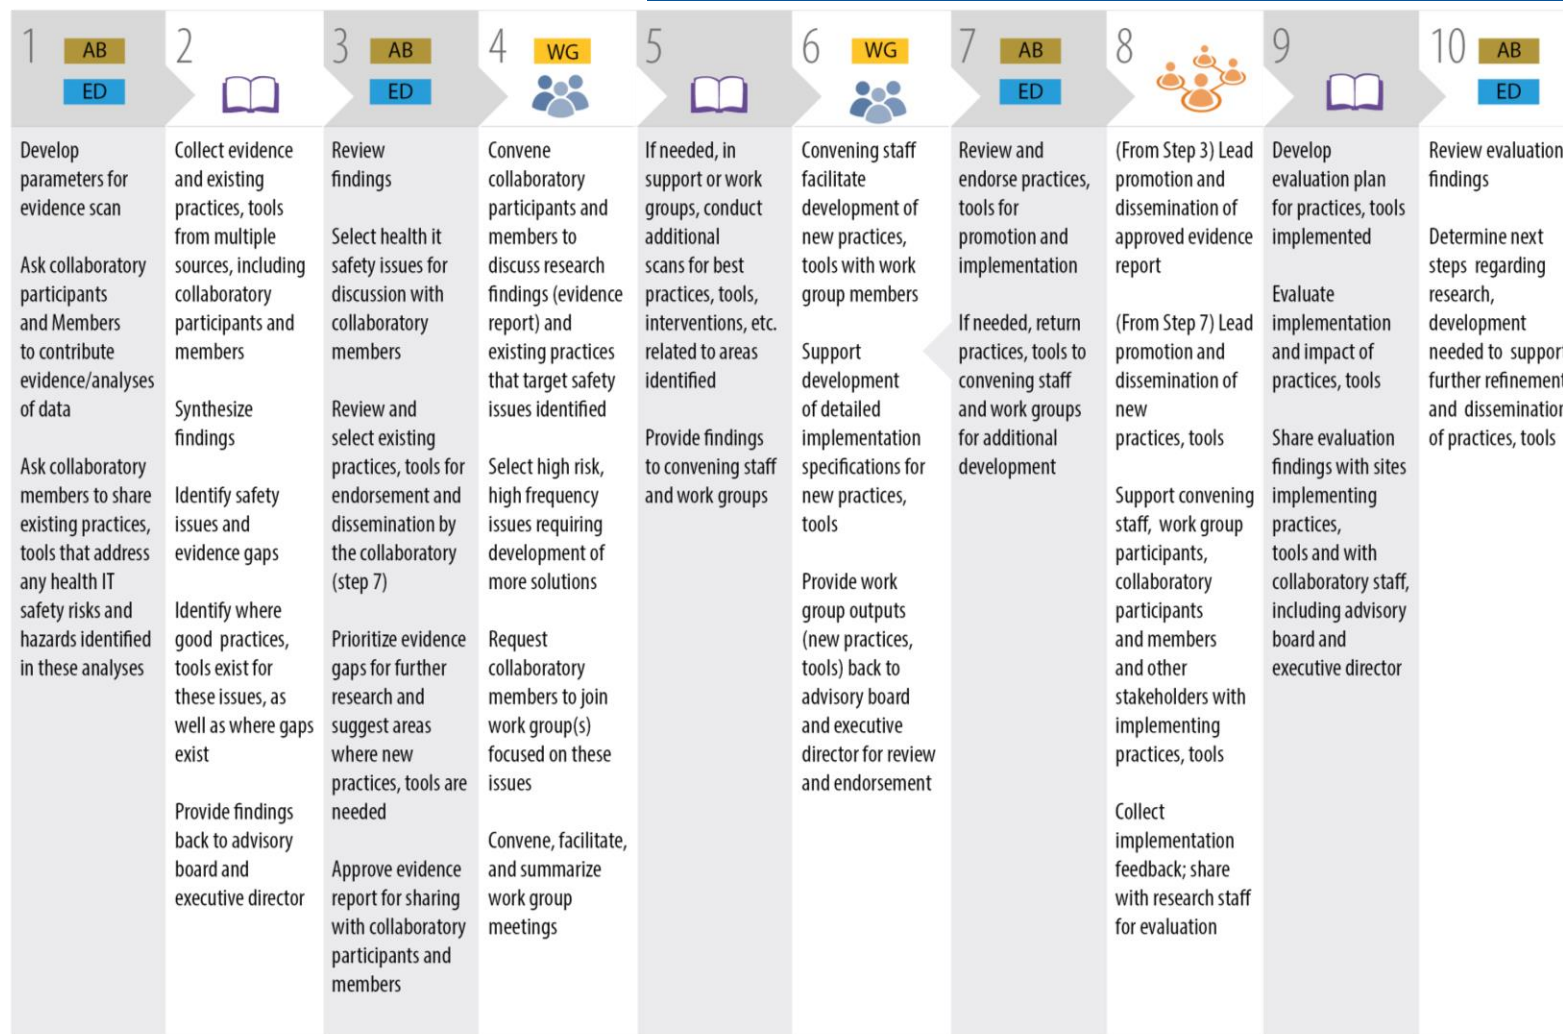 1
AB
ED
Develop
parameters for
evidence scan
Ask collaboratory
participants
and Members
to contribute
evidence/analyses
of data
Ask collaboratory
members to share
existing practices,
tools that address
any health IT
safety risks and
hazards identified
in these analyses
2
Collect evidence
and existing
practices, tools
from multiple
sources, including
collaboratory
participants and
members
Synthesize
findings
Identify safety
issues and
evidence gaps
Identify where
good practices,
tools exist for
these issues, as
well as where gaps
exist
Provide findings
back to advisory
board and
executive director
3
AB
ED
Review
findings
Select health it
safety issues for
discussion with
collaboratory
members
Review and
select existing
practices, tools for
endorsement and
dissemination by
the collaboratory
(step 7)
Prioritize evidence
gaps for further
research and
suggest areas
where new
practices, tools are
needed
Approve evidence
report for sharing
with collaboratory
participants and
members
4
WG
Convene
collaboratory
participants and
members to
discuss research
findings (evidence
report) and
existing practices
that target safety
issues identified
Select high risk,
high frequency
issues requiring
development of
more solutions
Request
collaboratory
members to join
work group(s)
focused on these
issues
Convene, facilitate,
and summarize
work group
meetings
5
If needed, in
support or work
groups, conduct
additional
scans for best
practices, tools,
interventions, etc.
related to areas
identified
Provide findings
to convening staff
and work groups
6
WG
Convening staff
facilitate
development of
new practices,
tools with work
group members
Support
development
of detailed
implementation
specifications for
new practices,
tools
Provide work
group outputs
(new practices,
tools) back to
advisory board
and executive
director for review
and endorsement
7
AB
ED
Review and
endorse practices,
tools for
promotion and
implementation
If needed, return
practices, tools to
convening staff
and work groups
for additional
development
8
(From Step 3) Lead
promotion and
dissemination of
approved evidence
report
(From Step 7) Lead
promotion and
dissemination of
new
practices, tools
Support convening
staff, work group
participants,
collaboratory
participants
and members
and other
stakeholders with
implementing
practices, tools
Collect
implementation
feedback; share
with research staff
for evaluation
9
Develop
evaluation plan
for practices, tools
implemented
Evaluate
implementation
and impact of
practices, tools
Share evaluation
findings with sites
implementing
practices,
tools and with
collaboratory staff,
including advisory
board and
executive director
10
AB
ED
Review evaluation
findings
Determine next
steps regarding
research,
development
needed to support
further refinement
and dissemination
of practices, tools